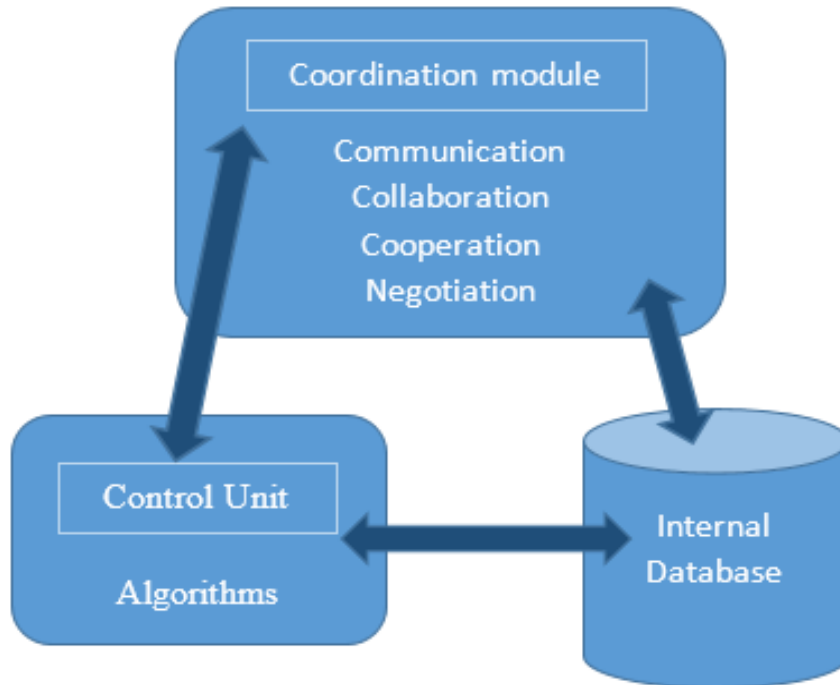 Coordination module
Communication
Collaboration
Cooperation
Negotiation
Control Unit
Algorithms
Internal
Database